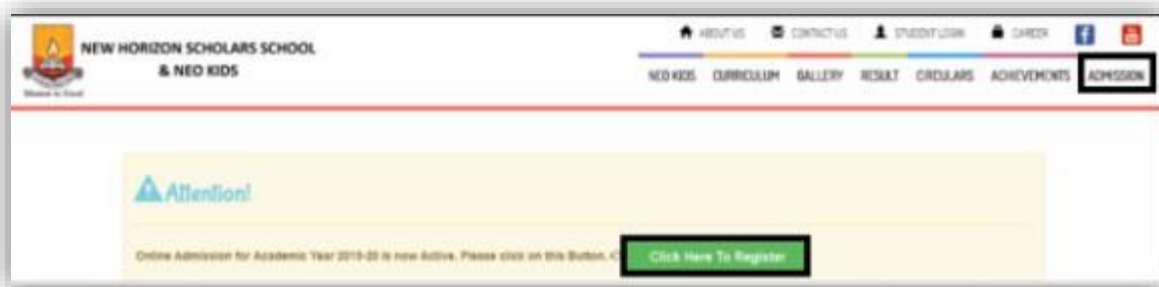 NEW HORIZON SCHOLARS SCHOOL
& NEO KIDS
ABOUT US CONTACT US STUDENT LOGIN CAREER
NEO KIDS CURRICULUM GALLERY RESULT CIRCULARS ACHIEVEMENTS ADMISSION
Attention!
Online Admission for Academic Year 2019-20 is now Active. Please click on this Button. Click Here To Register